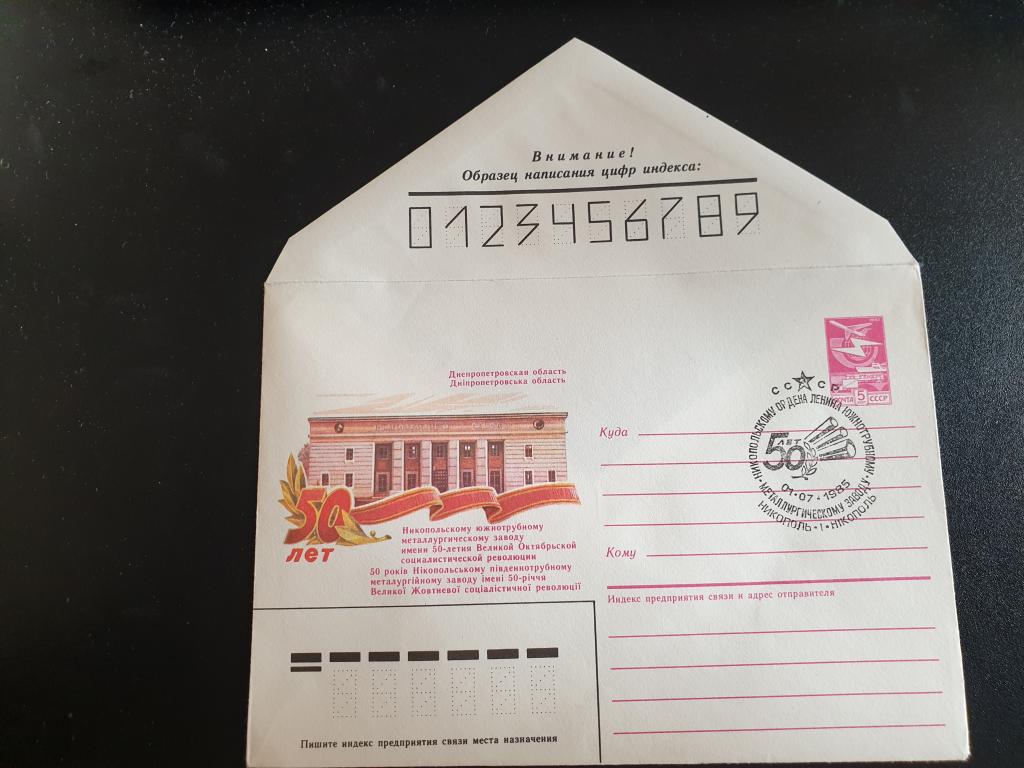 Внимание!
Образец написания цифр индекса:
0123456789
Днепропетровская область
Дніпропетровська область
50
лет
Никопольскому южнотрубному
металлургическому заводу
имени 50-летия Великой Октябрьской
социалистической революции
50 років Нікопольському південнотрубному
металургійному заводу імені 50-річчя
Великої Жовтневої соціалістичної революції
ПОЧТА 5 СССР
СССР
НИКОПОЛЬСКОМУ ОРДЕНА ЛЕНИНА ЮЖНОТРУБНОМУ
МЕТАЛЛУРГИЧЕСКОМУ ЗАВОДУ
50 ЛЕТ
01·07·1985
НИКОПОЛЬ·1·НІКОПОЛЬ
Куда
Кому
Индекс предприятия связи и адрес отправителя
Пишите индекс предприятия связи места назначения